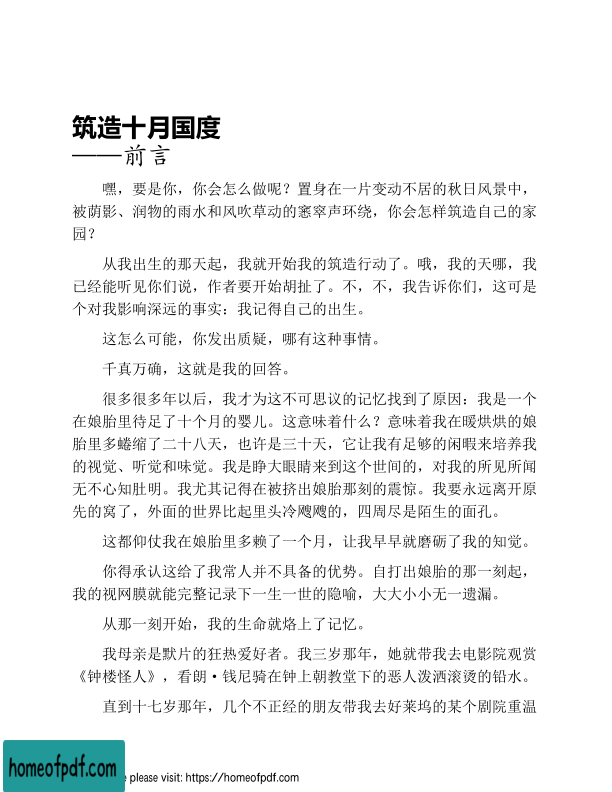 筑造十月国度
——前言
嘿，要是你，你会怎么做呢？置身在一片变动不居的秋日风景中，
被荫影、润物的雨水和风吹草动的窸窣声环绕，你会怎样筑造自己的家
园？
从我出生的那天起，我就开始我的筑造行动了。哦，我的天哪，我
已经能听见你们说，作者要开始胡扯了。不，不，我告诉你们，这可是
个对我影响深远的事实：我记得自己的出生。
这怎么可能，你发出质疑，哪有这种事情。
千真万确，这就是我的回答。
很多很多年以后，我才为这不可思议的记忆找到了原因：我是一个
在娘胎里待足了十个月的婴儿。这意味着什么？意味着我在暖烘烘的娘
胎里多蜷缩了二十八天，也许是三十天，它让我有足够的闲暇来培养我
的视觉、听觉和味觉。我是睁大眼睛来到这个世间的，对我的所见所闻
无不心知肚明。我尤其记得在被挤出娘胎那刻的震惊。我要永远离开原
先的窝了，外面的世界比起里头冷飕飕的，四周尽是陌生的面孔。
这都仰仗我在娘胎里多赖了一个月，让我早早就磨砺了我的知觉。
你得承认这给了我常人并不具备的优势。自打出娘胎的那一刻起，
我的视网膜就能完整记录下一生一世的隐喻，大大小小无一遗漏。
从那一刻开始，我的生命就烙上了记忆。
我母亲是默片的狂热爱好者。我三岁那年，她就带我去电影院观赏
《钟楼怪人》，看朗·钱尼骑在钟上朝教堂下的恶人泼洒滚烫的铅水。
直到十七岁那年，几个不正经的朋友带我去好莱坞的某个剧院重温
homeofpdf.com
e please visit: https://homeofpdf.com